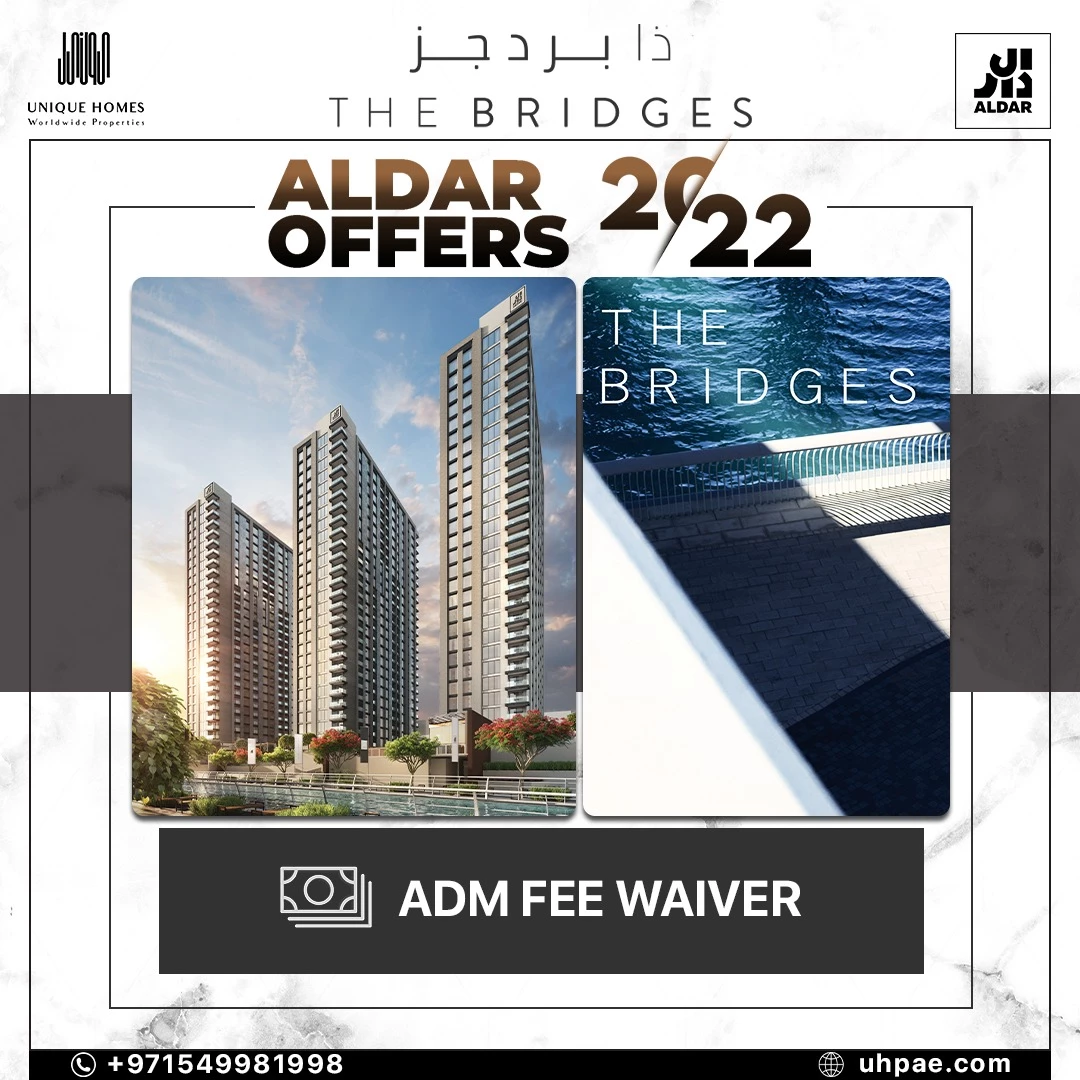 UNIQUE HOMES
Worldwide Properties
ذا بردجز
THE BRIDGES
الدار
ALDAR
ALDAR
OFFERS
2022
THE
BRIDGES
ADM FEE WAIVER
+971549981998
uhpae.com